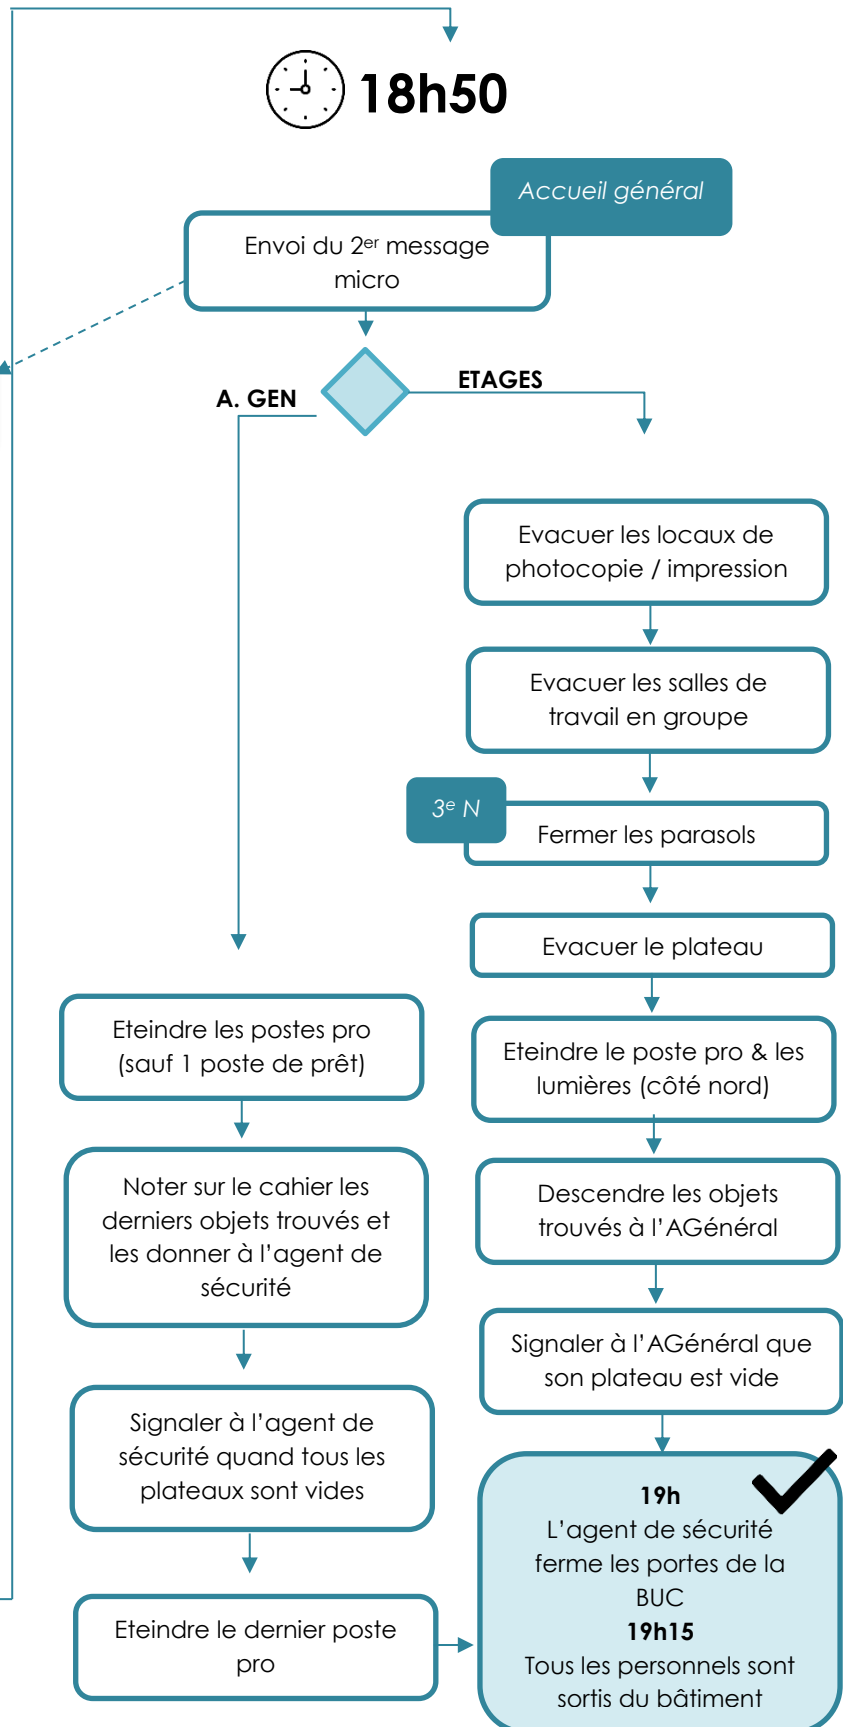 18h50
Accueil général
Envoi du 2er message
micro
A. GEN
ETAGES
Evacuer les locaux de
photocopie / impression
Evacuer les salles de
travail en groupe
3e N
Fermer les parasols
Evacuer le plateau
Eteindre le poste pro & les
lumières (côté nord)
Descendre les objets
trouvés à l’AGénéral
Signaler à l’AGénéral que
son plateau est vide
Eteindre les postes pro
(sauf 1 poste de prêt)
Noter sur le cahier les
derniers objets trouvés et
les donner à l’agent de
sécurité
Signaler à l’agent de
sécurité quand tous les
plateaux sont vides
Eteindre le dernier poste
pro
19h
L’agent de sécurité
ferme les portes de la
BUC
19h15
Tous les personnels sont
sortis du bâtiment